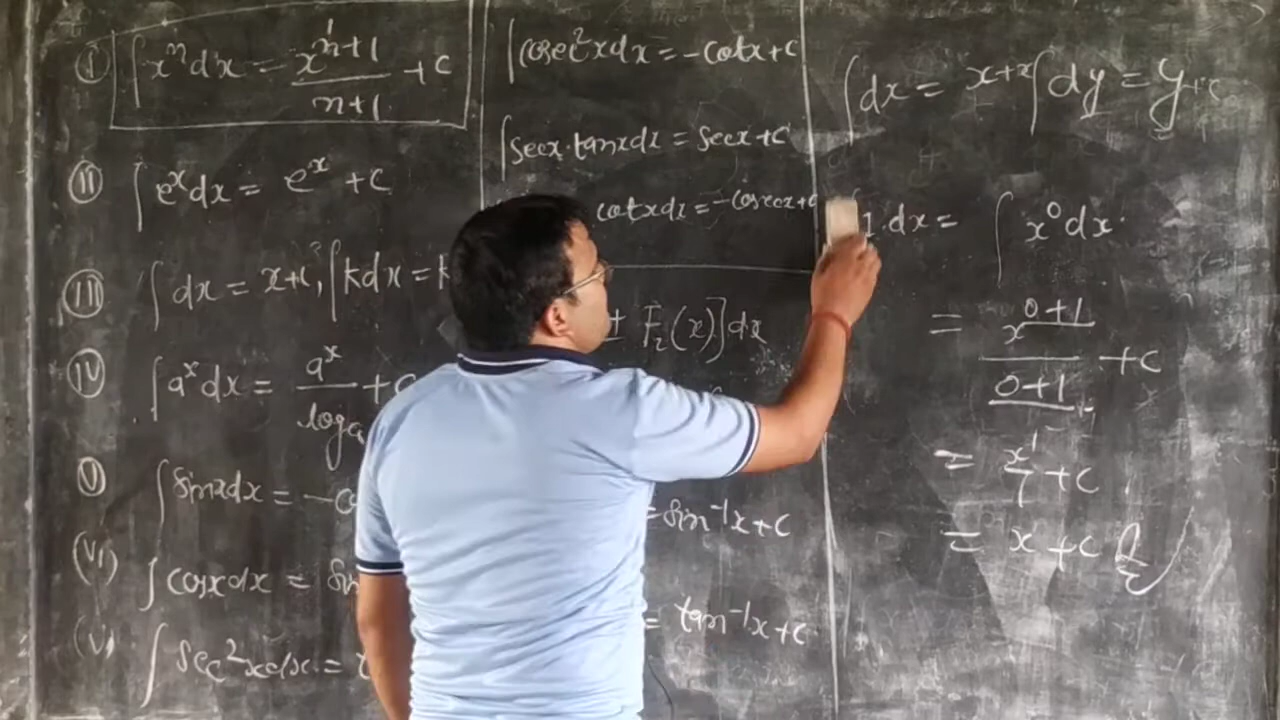 (I) ∫xⁿdx = xⁿ⁺¹/n+1 + c
(II) ∫eˣdx = eˣ + c
(III) ∫dx = x+c, ∫kdx = k
(IV) ∫aˣdx = aˣ/loga + c
(V) ∫sinxdx = -co
(VI) ∫cosxdx = sin
(V) ∫sec²xdx =
∫cosec²xdx = -cotx+c
∫secx.tanxdx = secx+c
cotxdx = -cosecx+c
± F₂(x)]dx
= sin⁻¹x+c
= tan⁻¹x+c
∫dx = x+x ∫dy = y+c
1.dx = ∫x⁰dx
= x⁰⁺¹/0+1 + c
= x¹/1 + c
= x + c